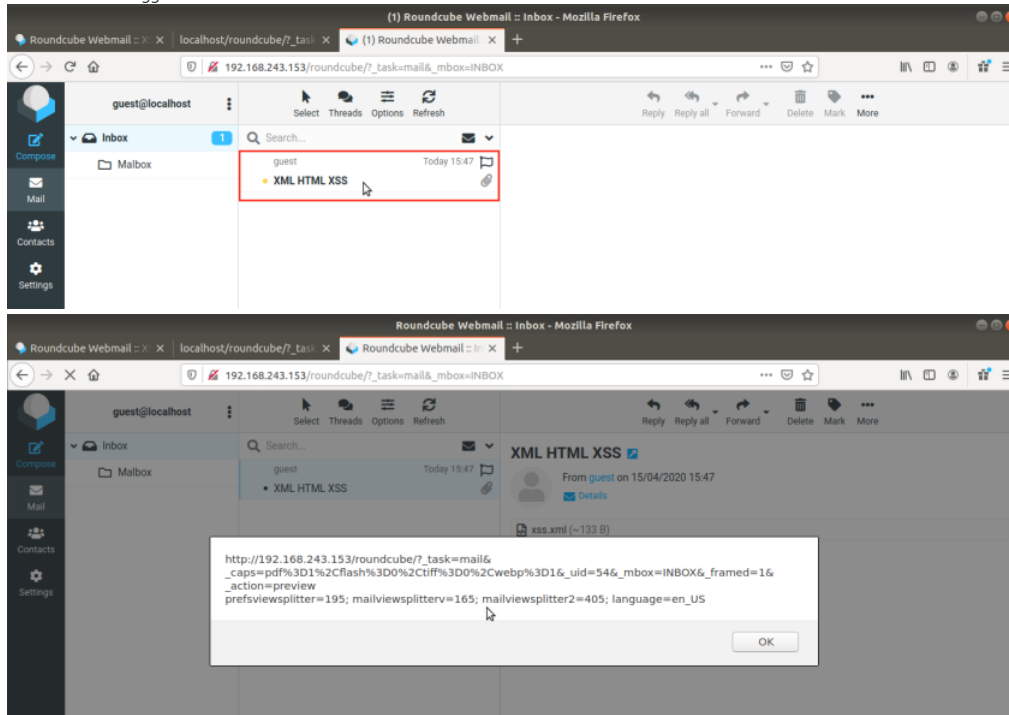 (1) Roundcube Webmail :: Inbox - Mozilla Firefox
Roundcube Webmail :: X localhost/roundcube/?_task (1) Roundcube Webmail
192.168.243.153/roundcube/?_task=mail&_mbox=INBOX
guest@localhost
Select Threads Options Refresh
Reply Reply all Forward Delete Mark More
Compose
Mail
Contacts
Settings
Inbox 1
Malbox
Search...
guest Today 15:47
XML HTML XSS
Roundcube Webmail :: Inbox - Mozilla Firefox
Roundcube Webmail :: X localhost/roundcube/?_task Roundcube Webmail :: In
192.168.243.153/roundcube/?_task=mail&_mbox=INBOX
guest@localhost
Select Threads Options Refresh
Reply Reply all Forward Delete Mark More
Compose
Mail
Contacts
Settings
Inbox
Malbox
Search...
guest Today 15:47
XML HTML XSS
XML HTML XSS
From guest on 15/04/2020 15:47
Details
xss.xml (~133 B)
http://192.168.243.153/roundcube/?_task=mail&
_caps=pdf%3D1%2Cflash%3D0%2Ctiff%3D0%2Cwebp%3D1&_uid=54&_mbox=INBOX&_framed=1&
_action=preview
prefsviewsplitter=195; mailviewsplitterv=165; mailviewsplitter2=405; language=en_US
OK